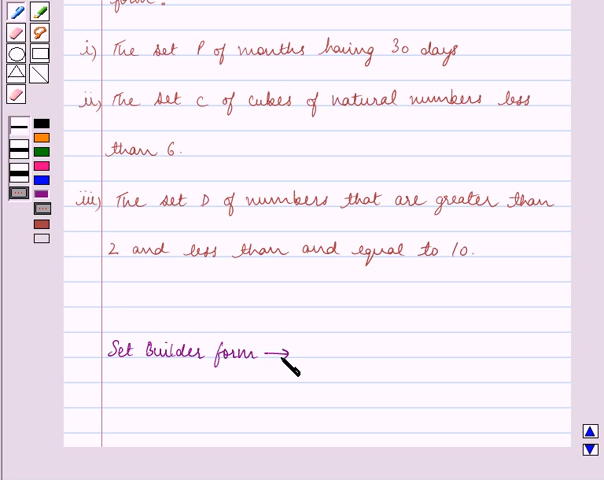 form.
i) The set P of months having 30 days
ii) The set C of cubes of natural numbers less
than 6.
iii) The set D of numbers that are greater than
2 and less than and equal to 10.
Set Builder form →